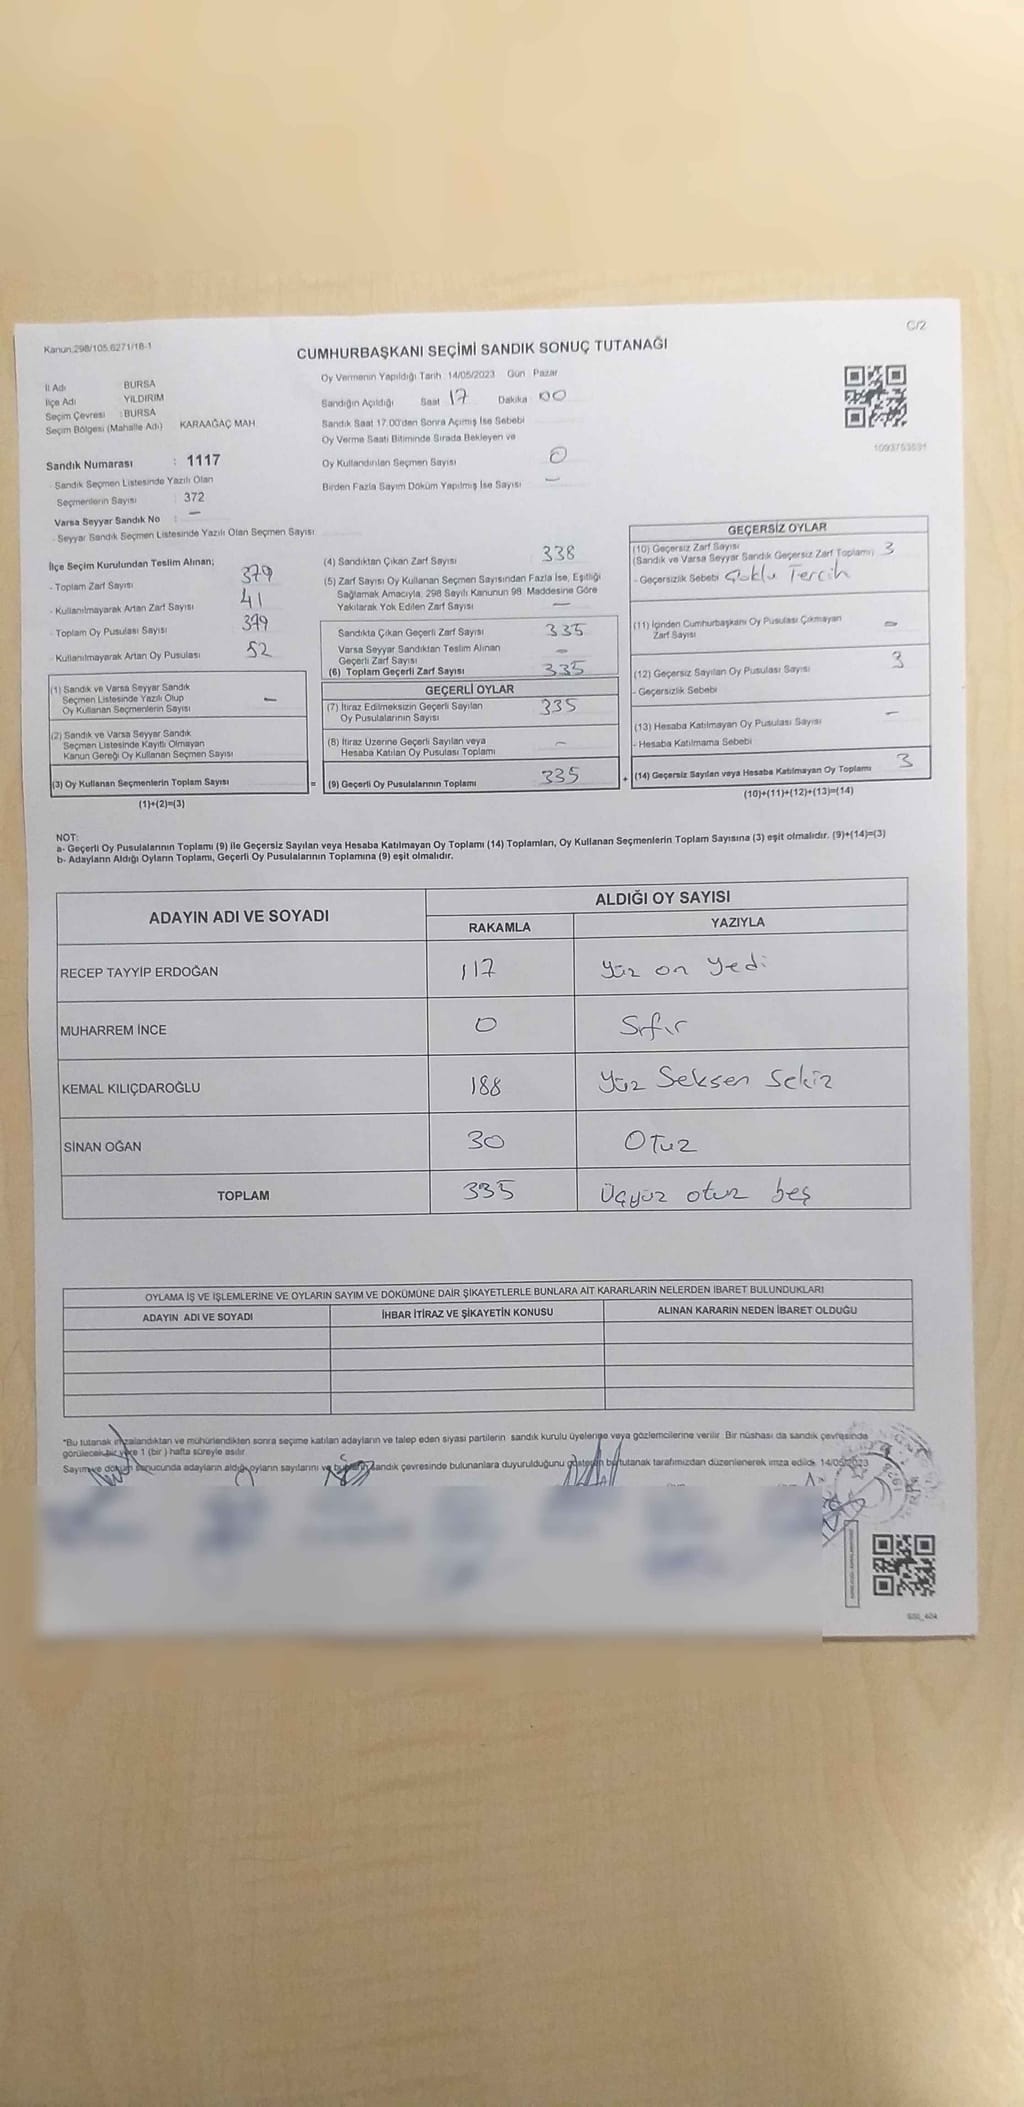 C/2
Kanun.298/105.6271/18-1
CUMHURBAŞKANI SEÇİMİ SANDIK SONUÇ TUTANAĞI
İl Adı : BURSA
İlçe Adı : YILDIRIM
Seçim Çevresi : BURSA
Seçim Bölgesi (Mahalle Adı) KARAAĞAÇ MAH.
Sandık Numarası : 1117
- Sandık Seçmen Listesinde Yazılı Olan
Seçmenlerin Sayısı : 372
Varsa Seyyar Sandık No : —
- Seyyar Sandık Seçmen Listesinde Yazılı Olan Seçmen Sayısı :
Oy Vermenin Yapıldığı Tarih : 14/05/2023 Gün : Pazar
Sandığın Açıldığı Saat 17 Dakika 00
Sandık Saat 17.00'den Sonra Açımış İse Sebebi
Oy Verme Saati Bitiminde Sırada Bekleyen ve
Oy Kullandırılan Seçmen Sayısı 0
Birden Fazla Sayım Döküm Yapılmış İse Sayısı —
1093753591
İlçe Seçim Kurulundan Teslim Alınan;
- Toplam Zarf Sayısı 379
- Kullanılmayarak Artan Zarf Sayısı 41
- Toplam Oy Pusulası Sayısı
- Kullanılmayarak Artan Oy Pusulası 52
(1) Sandık ve Varsa Seyyar Sandık
Seçmen Listesinde Yazılı Olup
Oy Kullanan Seçmenlerin Sayısı —
(2) Sandık ve Varsa Seyyar Sandık
Seçmen Listesinde Kayıtlı Olmayan
Kanun Gereği Oy Kullanan Seçmen Sayısı
(3) Oy Kullanan Seçmenlerin Toplam Sayısı =
(1)+(2)=(3)
(4) Sandıktan Çıkan Zarf Sayısı 338
(5) Zarf Sayısı Oy Kullanan Seçmen Sayısından Fazla İse, Eşitliği
Sağlamak Amacıyla, 298 Sayılı Kanunun 98. Maddesine Göre
Yakılarak Yok Edilen Zarf Sayısı —
Sandıkta Çıkan Geçerli Zarf Sayısı 335
Varsa Seyyar Sandıktan Teslim Alınan
Geçerli Zarf Sayısı —
(6) Toplam Geçerli Zarf Sayısı 335
GEÇERLİ OYLAR
(7) İtiraz Edilmeksizin Geçerli Sayılan
Oy Pusulalarının Sayısı 335
(8) İtiraz Üzerine Geçerli Sayılan veya
Hesaba Katılan Oy Pusulası Toplamı —
(9) Geçerli Oy Pusulalarının Toplamı 335 +
GEÇERSİZ OYLAR
(10) Geçersiz Zarf Sayısı
(Sandık ve Varsa Seyyar Sandık Geçersiz Zarf Toplamı) 3
- Geçersizlik Sebebi Çoklu Tercih
(11) İçinden Cumhurbaşkanı Oy Pusulası Çıkmayan
Zarf Sayısı —
(12) Geçersiz Sayılan Oy Pusulası Sayısı 3
- Geçersizlik Sebebi
(13) Hesaba Katılmayan Oy Pusulası Sayısı —
- Hesaba Katılmama Sebebi
(14) Geçersiz Sayılan veya Hesaba Katılmayan Oy Toplamı 3
(10)+(11)+(12)+(13)=(14)
NOT:
a- Geçerli Oy Pusulalarının Toplamı (9) ile Geçersiz Sayılan veya Hesaba Katılmayan Oy Toplamı (14) Toplamları, Oy Kullanan Seçmenlerin Toplam Sayısına (3) eşit olmalıdır. (9)+(14)=(3)
b- Adayların Aldığı Oyların Toplamı, Geçerli Oy Pusulalarının Toplamına (9) eşit olmalıdır.
ADAYIN ADI VE SOYADI ALDIĞI OY SAYISI
RAKAMLA YAZIYLA
RECEP TAYYİP ERDOĞAN 117 Yüz on yedi
MUHARREM İNCE 0 Sıfır
KEMAL KILIÇDAROĞLU 188 Yüz Seksen Sekiz
SİNAN OĞAN 30 Otuz
TOPLAM 335 Üçyüz otuz beş
OYLAMA İŞ VE İŞLEMLERİNE VE OYLARIN SAYIM VE DÖKÜMÜNE DAİR ŞİKAYETLERLE BUNLARA AİT KARARLARIN NELERDEN İBARET BULUNDUKLARI
ADAYIN ADI VE SOYADI İHBAR İTİRAZ VE ŞİKAYETİN KONUSU ALINAN KARARIN NEDEN İBARET OLDUĞU
*Bu tutanak imzalandıktan ve mühürlendikten sonra seçime katılan adayların ve talep eden siyasi partilerin sandık kurulu üyelerine veya gözlemcilerine verilir. Bir nüshası da sandık çevresinde
görülecek bir yere 1 (bir) hafta süreyle asılır.
Sayım ve döküm sonucunda adayların aldığı oyların sayılarını ve bunların sandık çevresinde bulunanlara duyurulduğunu gösteren bu tutanak tarafımızdan düzenlenerek imza edildi. 14/05/2023